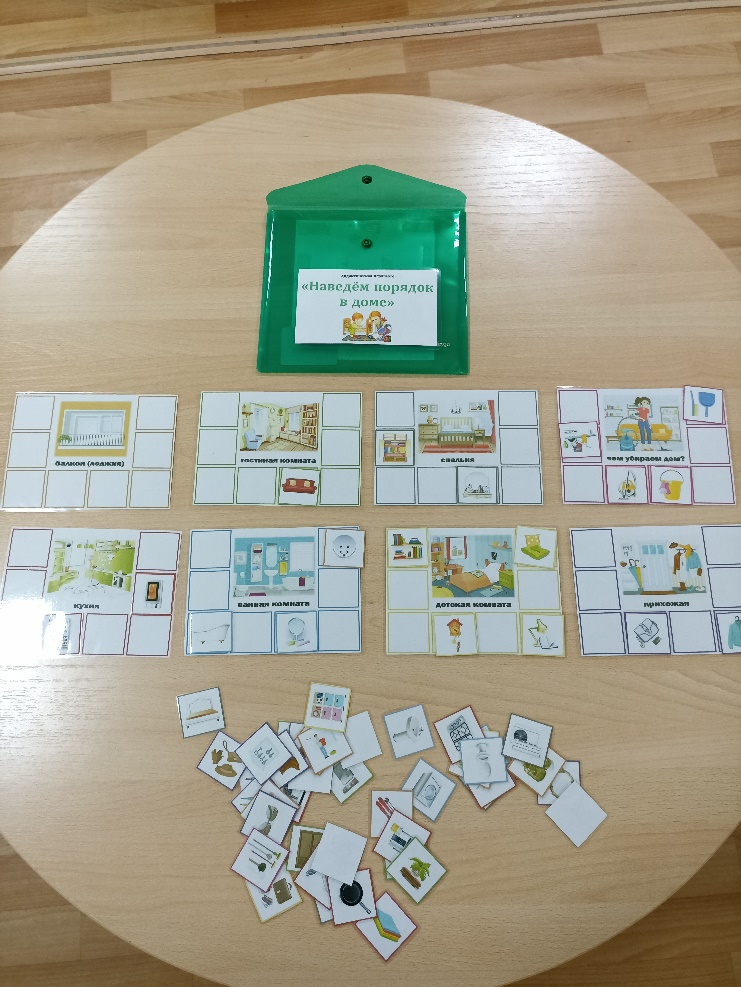 «Наведём порядок
в доме»
балкон (лоджия)
гостиная комната
спальня
чем убираем дом?
кухня
ванная комната
детская комната
прихожая